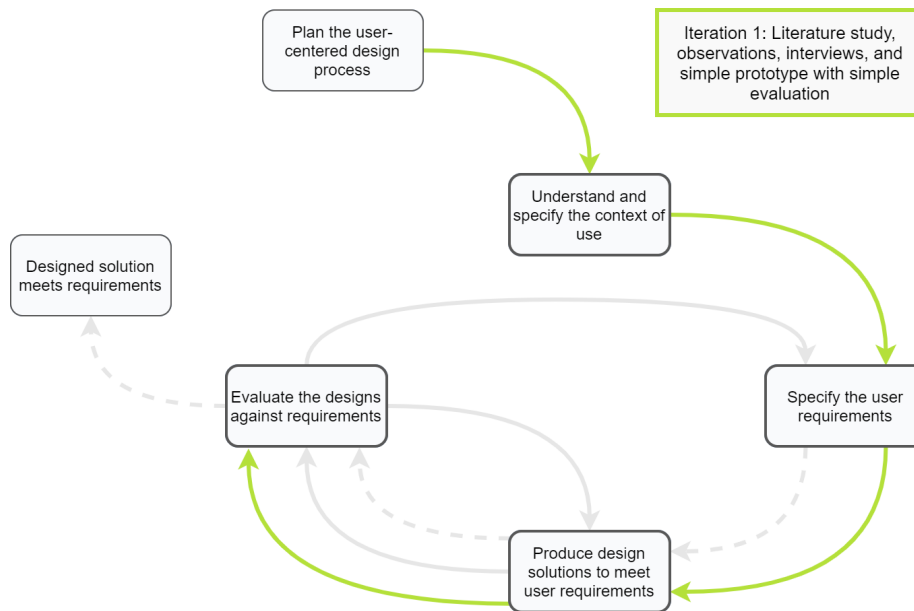 Plan the user-
centered design
process
Iteration 1: Literature study,
observations, interviews, and
simple prototype with simple
evaluation
Understand and
specify the context of
use
Designed solution
meets requirements
Evaluate the designs
against requirements
Specify the user
requirements
Produce design
solutions to meet
user requirements